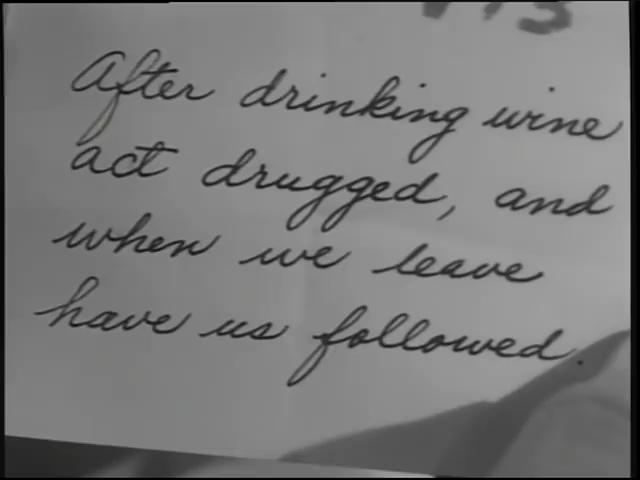 After drinking wine
act drugged, and
when we leave
have us followed.